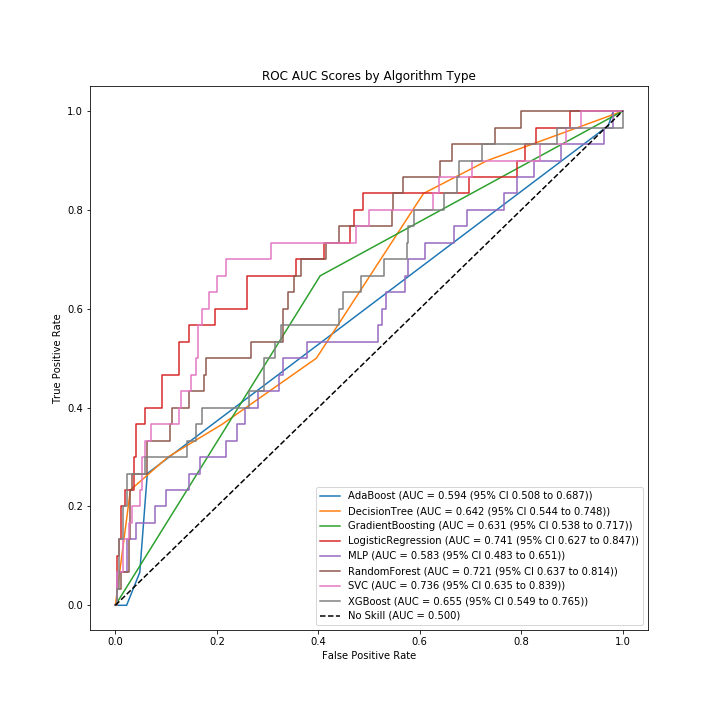 ROC AUC Scores by Algorithm Type
True Positive Rate
1.0
0.8
0.6
0.4
0.2
0.0
AdaBoost (AUC = 0.594 (95% CI 0.508 to 0.687))
DecisionTree (AUC = 0.642 (95% CI 0.544 to 0.748))
GradientBoosting (AUC = 0.631 (95% CI 0.538 to 0.717))
LogisticRegression (AUC = 0.741 (95% CI 0.627 to 0.847))
MLP (AUC = 0.583 (95% CI 0.483 to 0.651))
RandomForest (AUC = 0.721 (95% CI 0.637 to 0.814))
SVC (AUC = 0.736 (95% CI 0.635 to 0.839))
XGBoost (AUC = 0.655 (95% CI 0.549 to 0.765))
No Skill (AUC = 0.500)
0.0 0.2 0.4 0.6 0.8 1.0
False Positive Rate